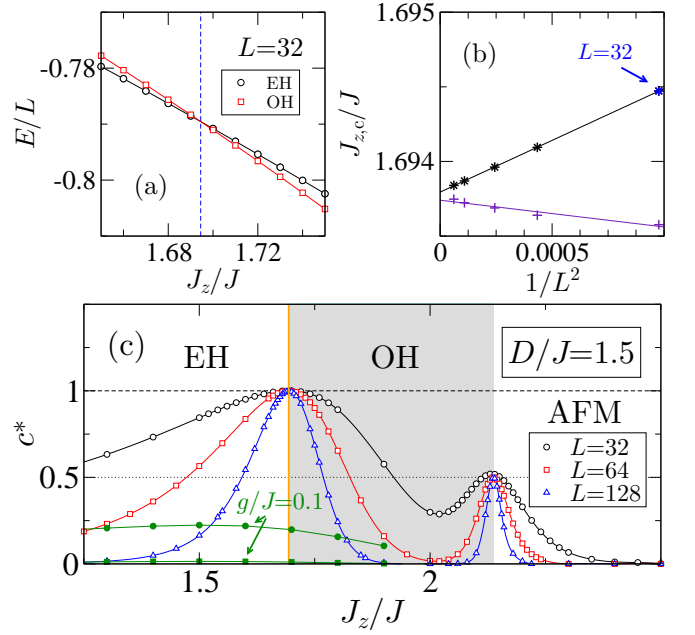 L=32
EH
OH
-0.78
-0.8
E/L
(a)
1.68
1.72
J_z/J
1.695
1.694
J_{z,c}/J
(b)
L=32
0
0.0005
1/L^2
(c)
EH
OH
D/J=1.5
AFM
L=32
L=64
L=128
g/J=0.1
1
0.5
0
c*
1.5
2
J_z/J